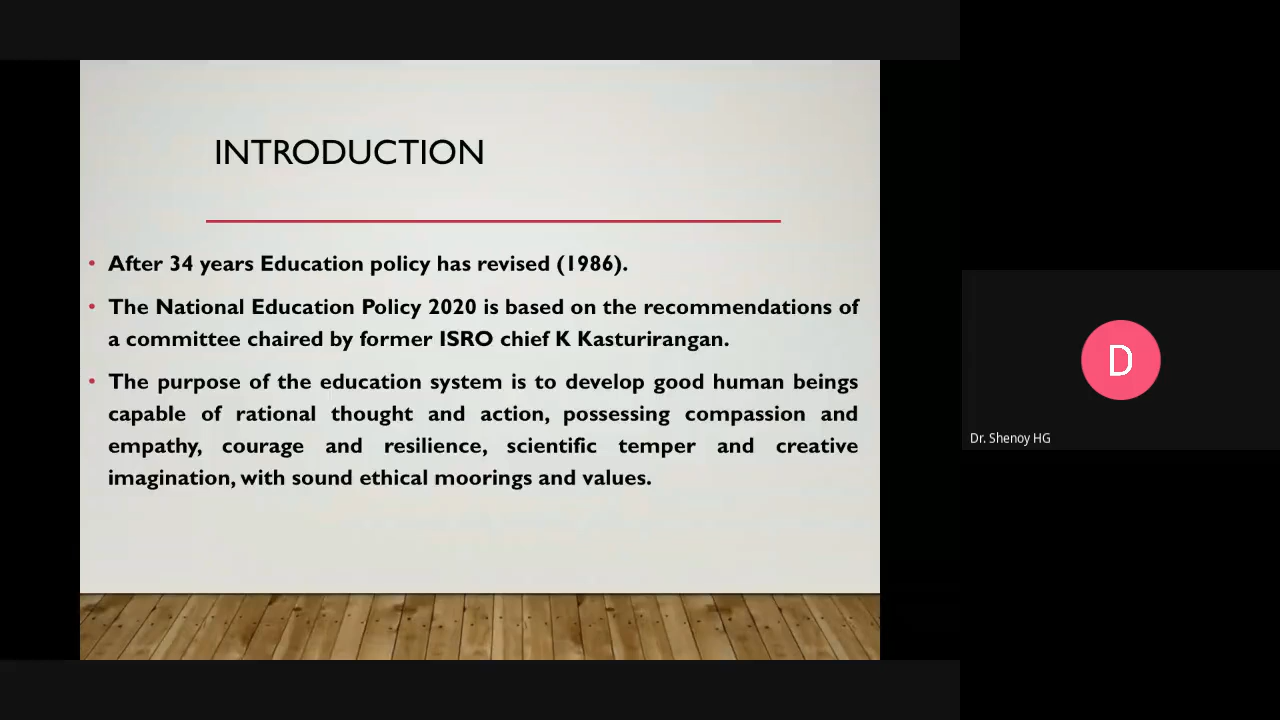 INTRODUCTION
• After 34 years Education policy has revised (1986).
• The National Education Policy 2020 is based on the recommendations of
a committee chaired by former ISRO chief K Kasturirangan.
• The purpose of the education system is to develop good human beings
capable of rational thought and action, possessing compassion and
empathy, courage and resilience, scientific temper and creative
imagination, with sound ethical moorings and values.
D
Dr. Shenoy HG